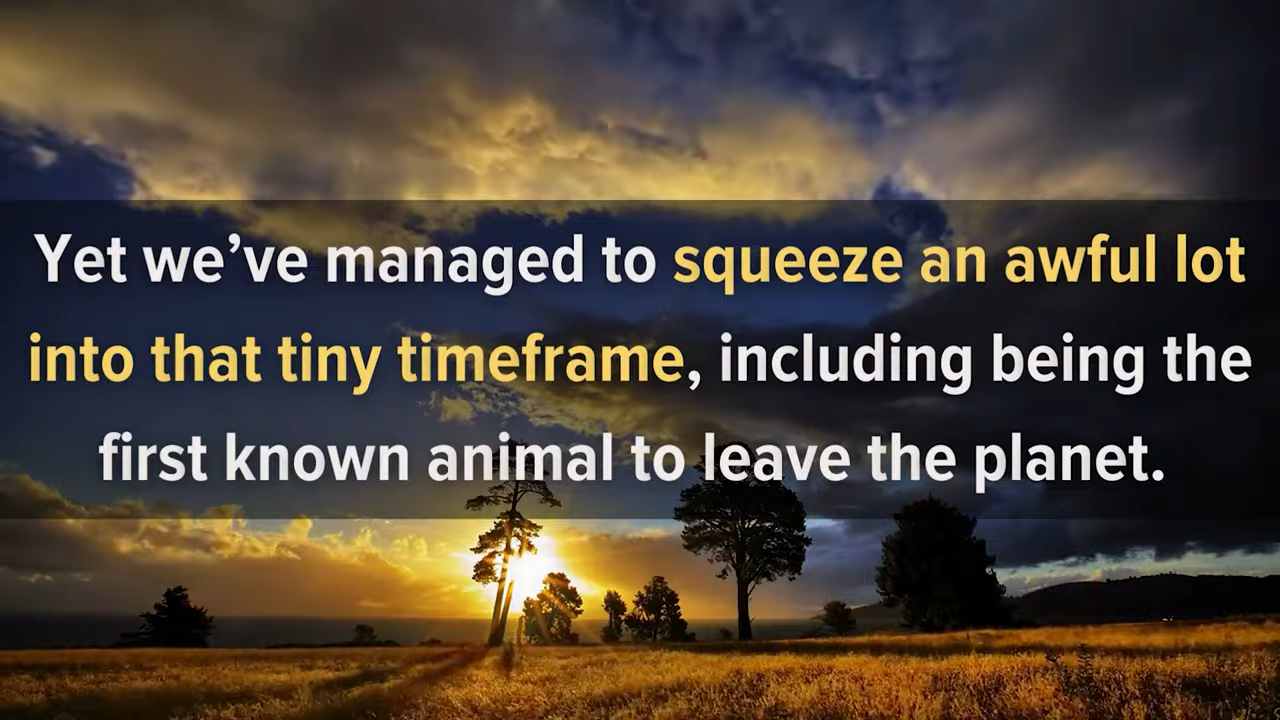 Yet we’ve managed to squeeze an awful lot
into that tiny timeframe, including being the
first known animal to leave the planet.